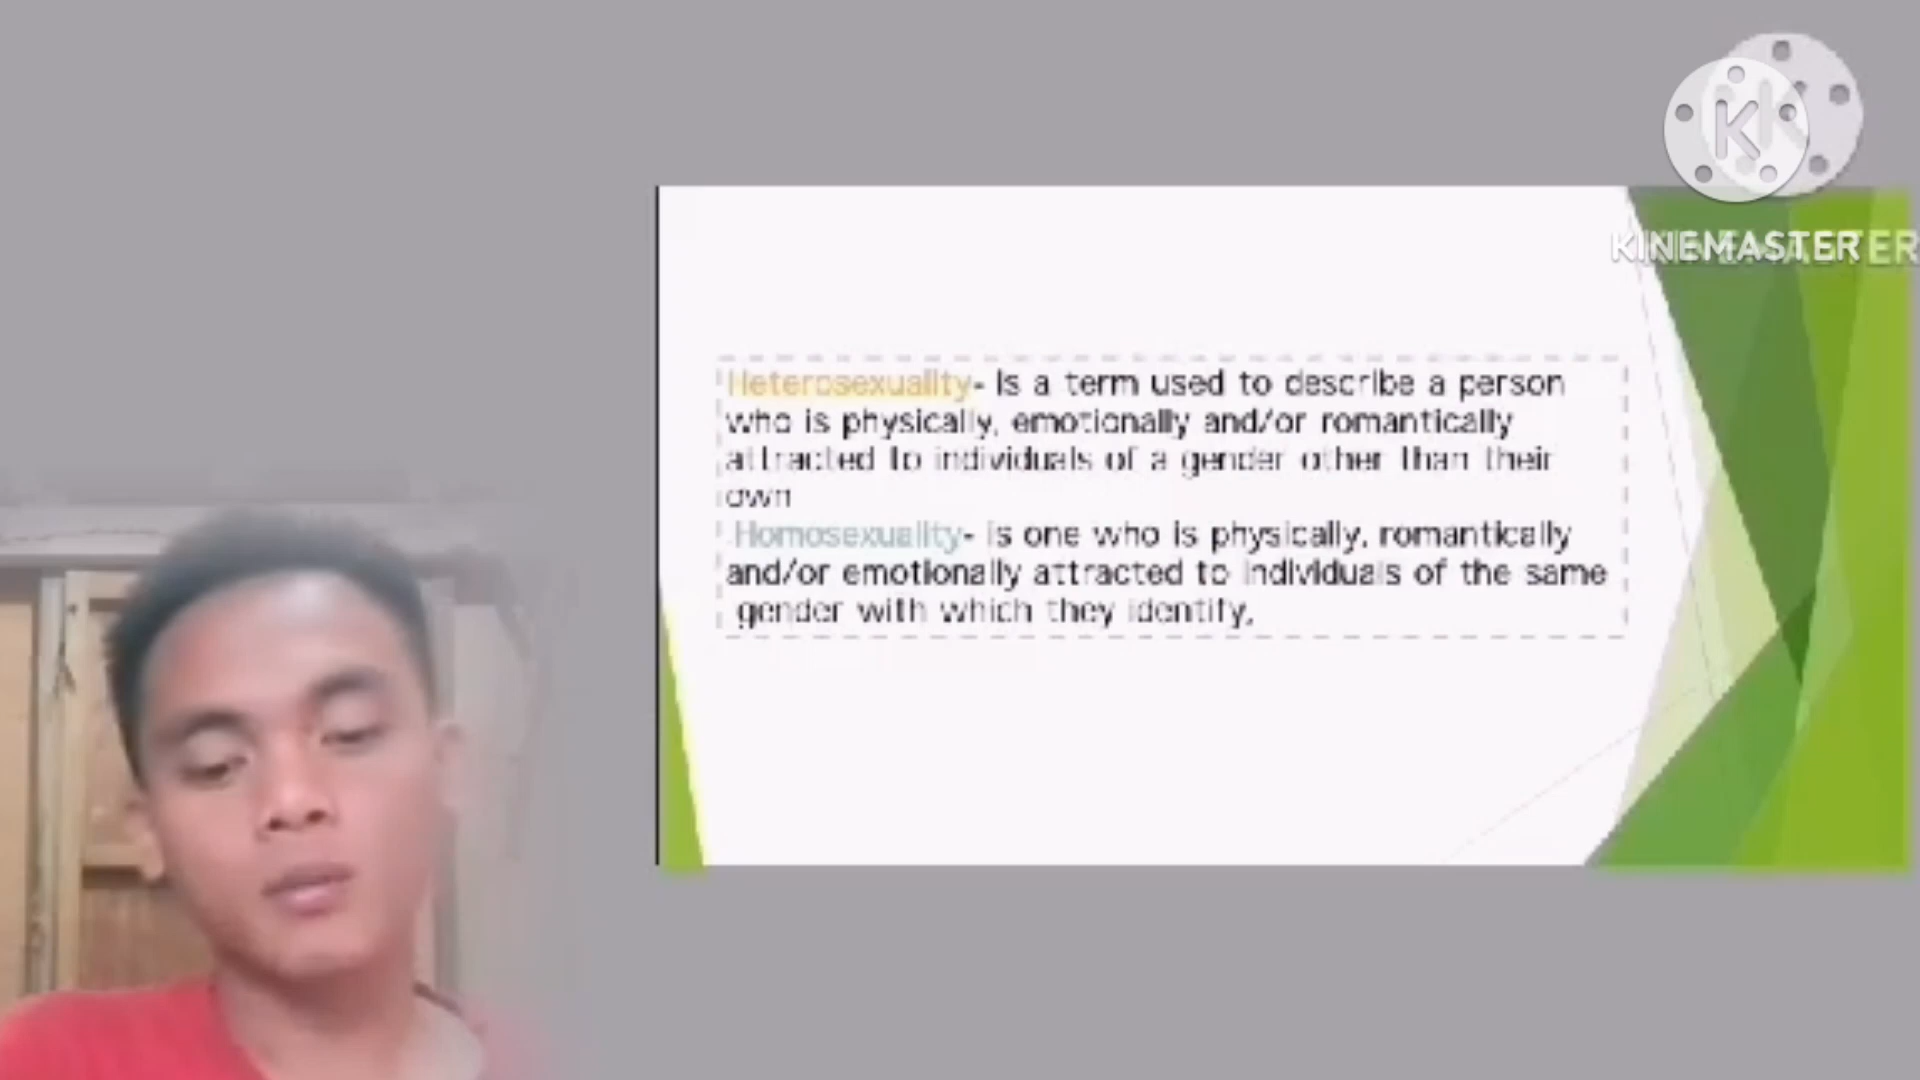 K K
KINEMASTER ER
Heterosexuality- Is a term used to describe a person
who is physically, emotionally and/or romantically
attracted to individuals of a gender other than their
own
Homosexuality- is one who is physically, romantically
and/or emotionally attracted to individuals of the same
gender with which they identify,